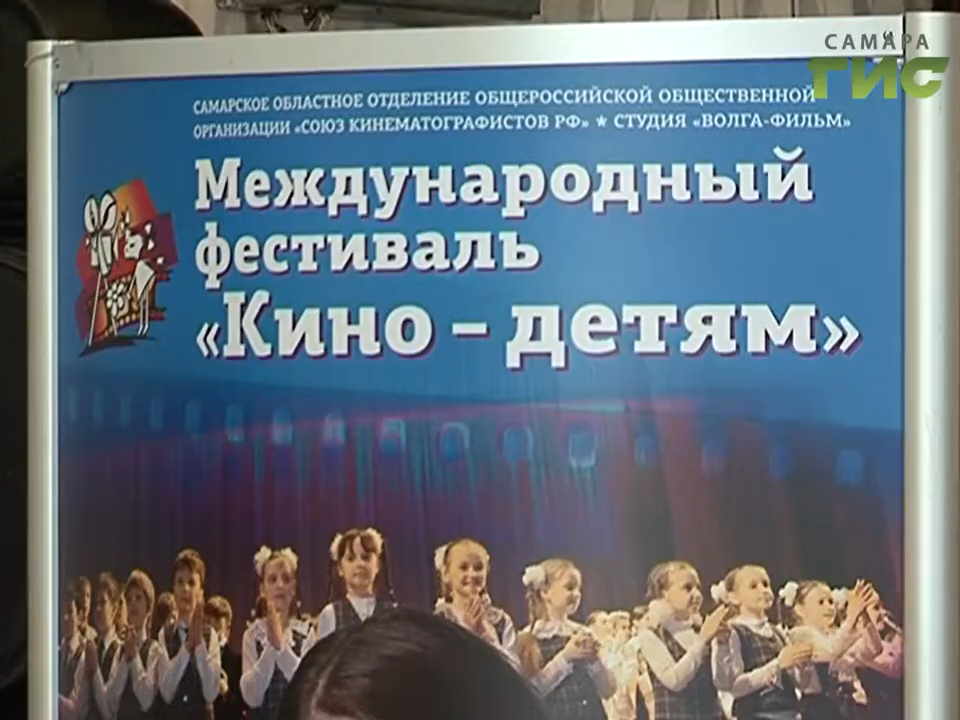 САМАРА
ГИС
САМАРСКОЕ ОБЛАСТНОЕ ОТДЕЛЕНИЕ ОБЩЕРОССИЙСКОЙ ОБЩЕСТВЕННОЙ
ОРГАНИЗАЦИИ «СОЮЗ КИНЕМАТОГРАФИСТОВ РФ» * СТУДИЯ «ВОЛГА-ФИЛЬМ»
Международный
фестиваль
«Кино – детям»